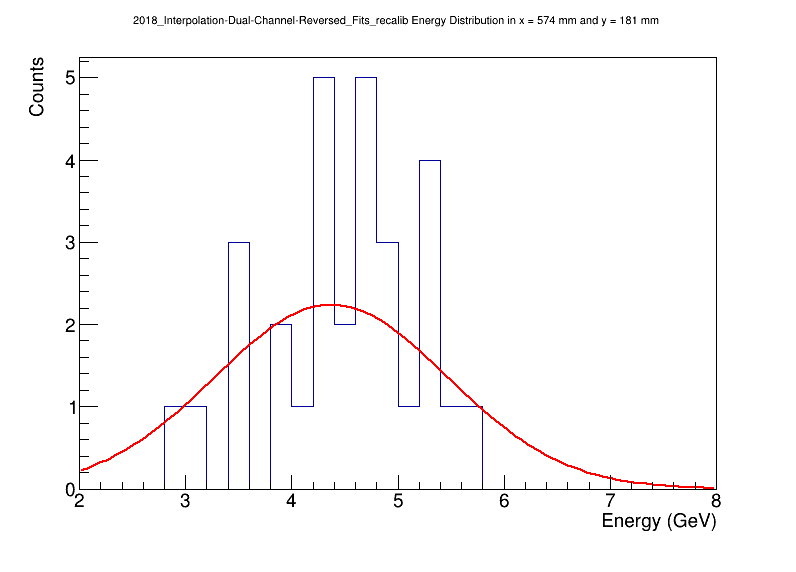 2018_Interpolation-Dual-Channel-Reversed_Fits_recalib Energy Distribution in x = 574 mm and y = 181 mm
Counts
5
4
3
2
1
0
2 3 4 5 6 7 8
Energy (GeV)